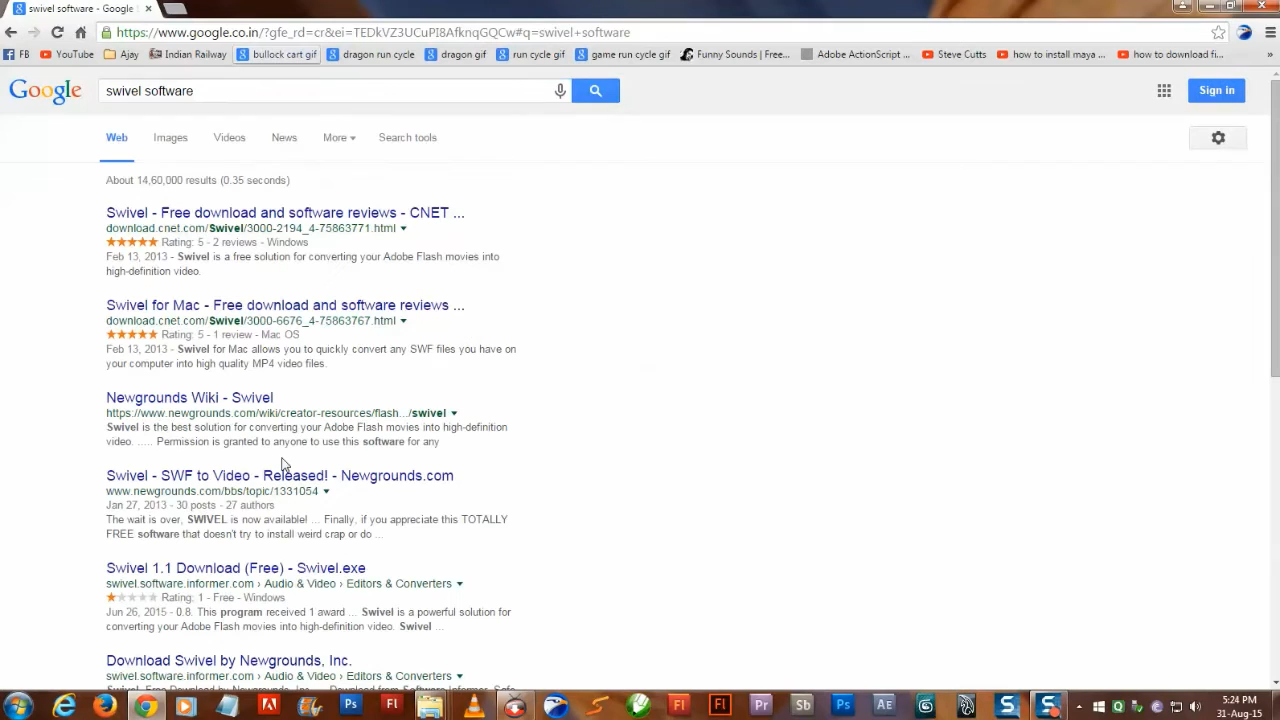 swivel software - Google
https://www.google.co.in/?gfe_rd=cr&ei=TEDkVZ3UCuPI8AfknqGQCw#q=swivel+software
FB YouTube Ajay Indian Railway bullock cart gif dragon run cycle dragon gif run cycle gif game run cycle gif Funny Sounds | Free... Adobe ActionScript ... Steve Cutts how to install maya ... how to download fi... »
Google swivel software Sign in
Web Images Videos News More Search tools
About 14,60,000 results (0.35 seconds)
Swivel - Free download and software reviews - CNET ...
download.cnet.com/Swivel/3000-2194_4-75863771.html
Rating: 5 - 2 reviews - Windows
Feb 13, 2013 - Swivel is a free solution for converting your Adobe Flash movies into
high-definition video.
Swivel for Mac - Free download and software reviews ...
download.cnet.com/Swivel/3000-6676_4-75863767.html
Rating: 5 - 1 review - Mac OS
Feb 13, 2013 - Swivel for Mac allows you to quickly convert any SWF files you have on
your computer into high quality MP4 video files.
Newgrounds Wiki - Swivel
https://www.newgrounds.com/wiki/creator-resources/flash.../swivel
Swivel is the best solution for converting your Adobe Flash movies into high-definition
video. ..... Permission is granted to anyone to use this software for any
Swivel - SWF to Video - Released! - Newgrounds.com
www.newgrounds.com/bbs/topic/1331054
Jan 27, 2013 - 30 posts - 27 authors
The wait is over, SWIVEL is now available! ... Finally, if you appreciate this TOTALLY
FREE software that doesn't try to install weird crap or do ...
Swivel 1.1 Download (Free) - Swivel.exe
swivel.software.informer.com › Audio & Video › Editors & Converters
Rating: 1 - Free - Windows
Jun 26, 2015 - 0.8. This program received 1 award ... Swivel is a powerful solution for
converting your Adobe Flash movies into high-definition video. Swivel ...
Download Swivel by Newgrounds, Inc.
swivel.software.informer.com › Audio & Video › Editors & Converters
Ps Fl Fl Fl Pr Sb Ps AE S S
5:24 PM
31-Aug-15